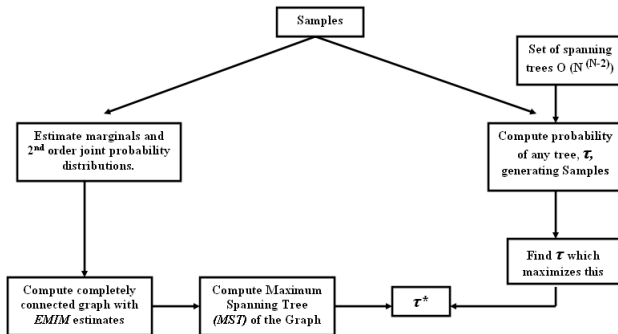 Samples
Set of spanning
trees O (N (N-2))
Estimate marginals and
2nd order joint probability
distributions.
Compute probability
of any tree, τ,
generating Samples
Find τ which
maximizes this
Compute completely
connected graph with
EMIM estimates
Compute Maximum
Spanning Tree
(MST) of the Graph
τ*